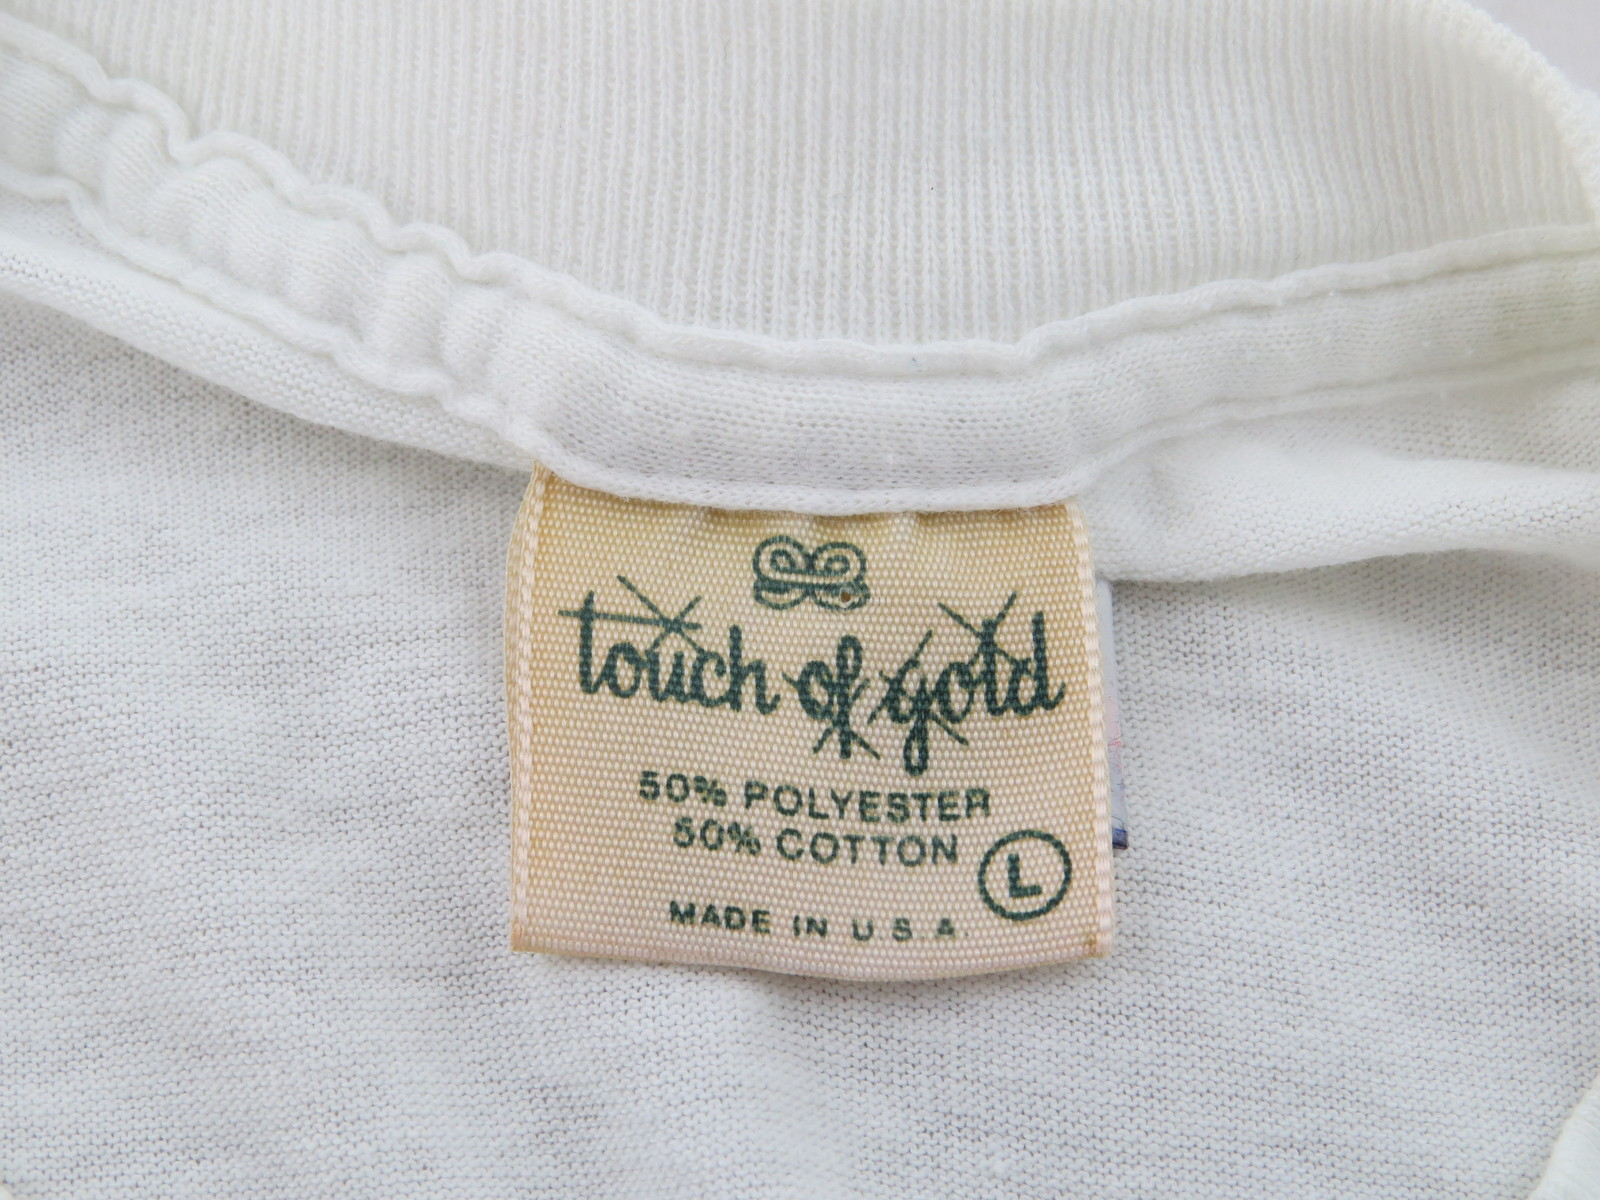 touch of gold
50% POLYESTER
50% COTTON
L
MADE IN U S A.